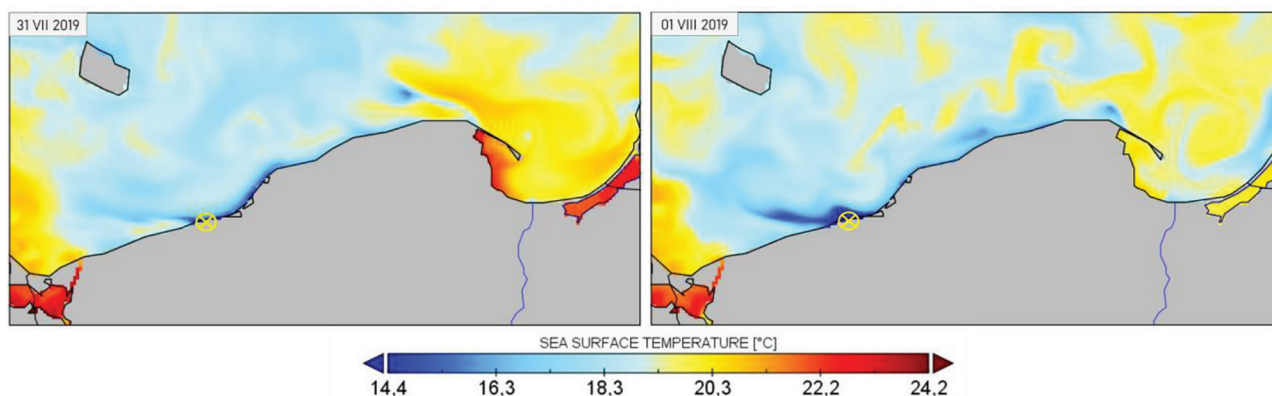 31 VII 2019
01 VIII 2019
SEA SURFACE TEMPERATURE [°C]
14,4 16,3 18,3 20,3 22,2 24,2